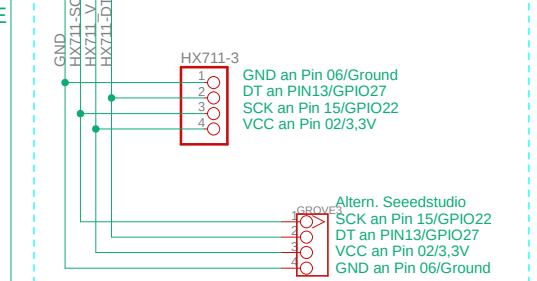 E
GND
HX711-SC
HX711_V
HX711-DT
HX711-3
1 GND an Pin 06/Ground
2 DT an PIN13/GPIO27
3 SCK an Pin 15/GPIO22
4 VCC an Pin 02/3,3V
Altern. Seeedstudio
GROVE3
1 SCK an Pin 15/GPIO22
2 DT an PIN13/GPIO27
3 VCC an Pin 02/3,3V
4 GND an Pin 06/Ground